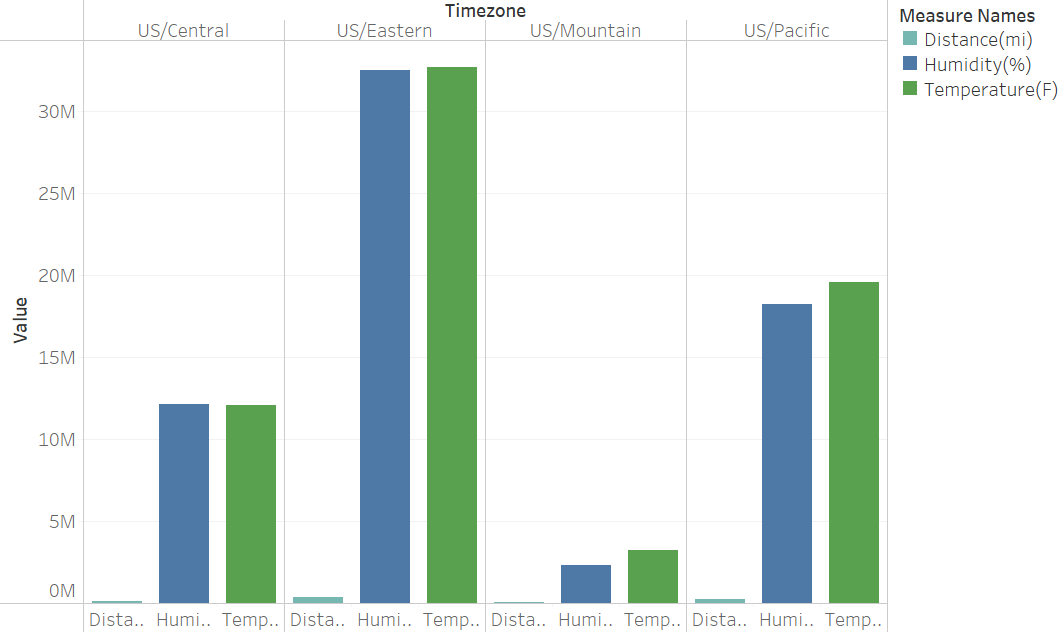 Timezone
US/Central US/Eastern US/Mountain US/Pacific
Measure Names
Distance(mi)
Humidity(%)
Temperature(F)
Value
30M
25M
20M
15M
10M
5M
0M
Dista.. Humi.. Temp.. Dista.. Humi.. Temp.. Dista.. Humi.. Temp.. Dista.. Humi.. Temp..